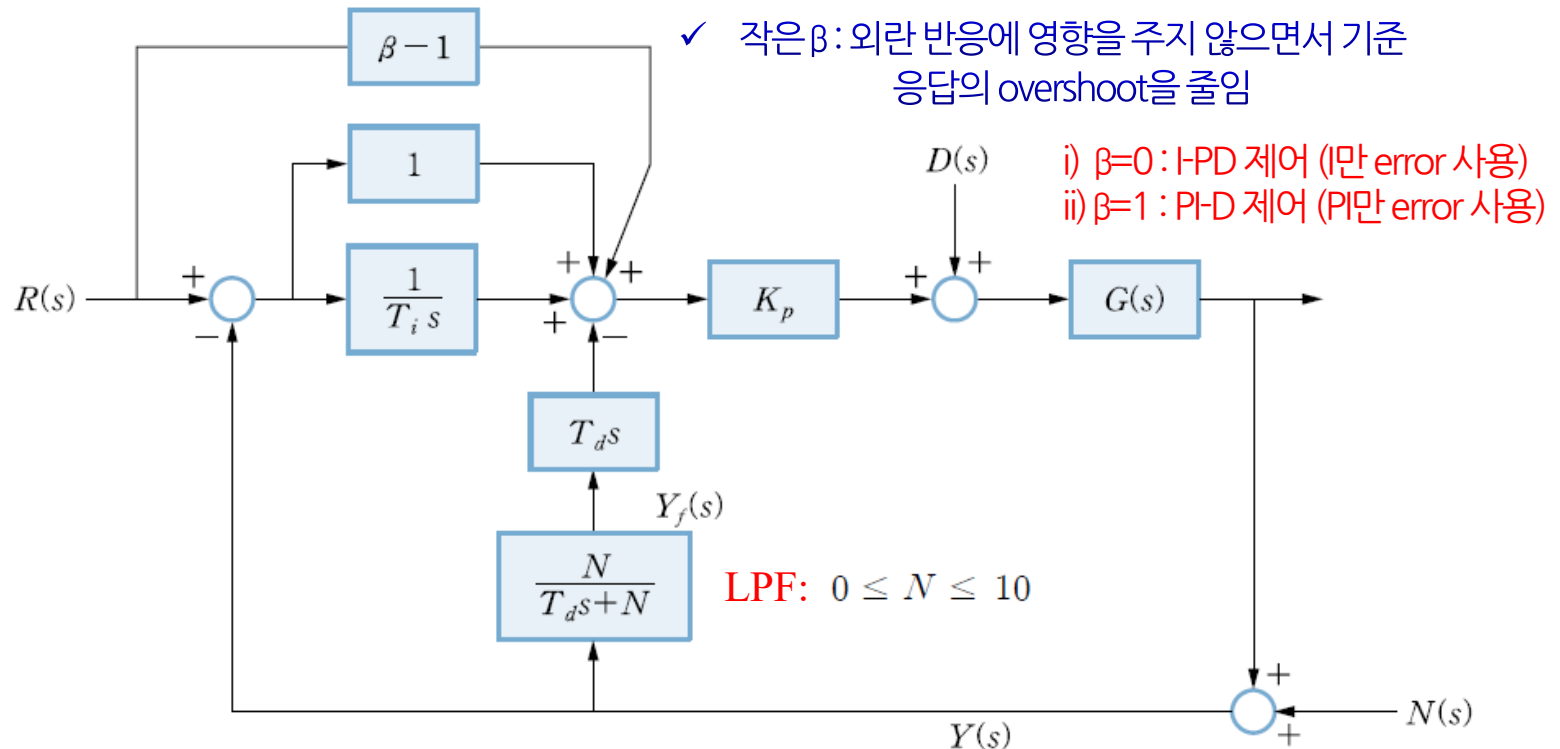 β − 1
✓ 작은 β : 외란 반응에 영향을 주지 않으면서 기준
응답의 overshoot을 줄임
1
D(s)
i) β=0 : I-PD 제어 (I만 error 사용)
ii) β=1 : PI-D 제어 (PI만 error 사용)
R(s)
+
−
1
T_i s
+
+
+
−
K_p
+
+
G(s)
T_d s
Y_f(s)
N
T_d s+N
LPF: 0 ≤ N ≤ 10
+
+
N(s)
Y(s)